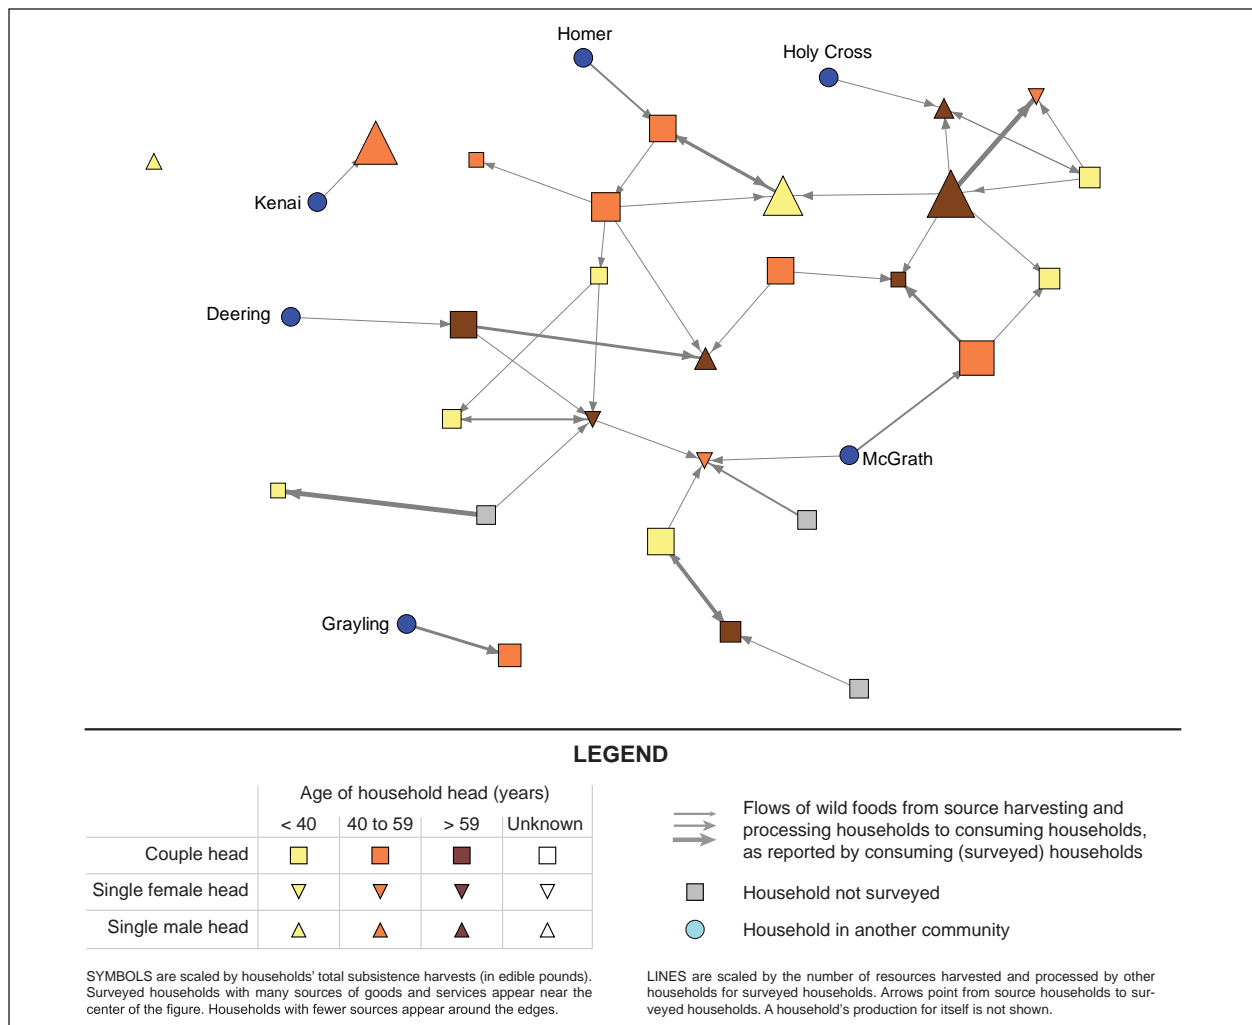 Homer
Holy Cross
Kenai
Deering
McGrath
Grayling
LEGEND
Age of household head (years)
< 40 40 to 59 > 59 Unknown
Couple head
Single female head
Single male head
Flows of wild foods from source harvesting and
processing households to consuming households,
as reported by consuming (surveyed) households
Household not surveyed
Household in another community
SYMBOLS are scaled by households' total subsistence harvests (in edible pounds).
Surveyed households with many sources of goods and services appear near the
center of the figure. Households with fewer sources appear around the edges.
LINES are scaled by the number of resources harvested and processed by other
households for surveyed households. Arrows point from source households to sur-
veyed households. A household's production for itself is not shown.